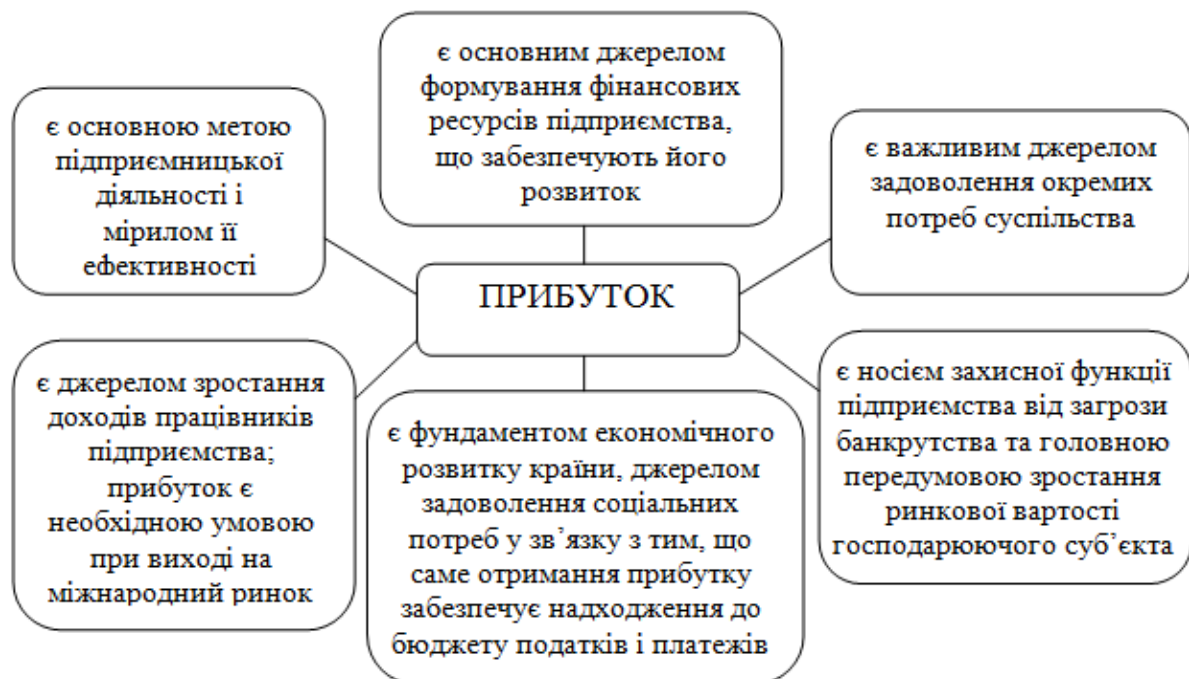 є основним джерелом
формування фінансових
ресурсів підприємства,
що забезпечують його
розвиток
є основною метою
підприємницької
діяльності і
мірилом її
ефективності
є важливим джерелом
задоволення окремих
потреб суспільства
ПРИБУТОК
є джерелом зростання
доходів працівників
підприємства;
прибуток є
необхідною умовою
при виході на
міжнародний ринок
є фундаментом економічного
розвитку країни, джерелом
задоволення соціальних
потреб у зв’язку з тим, що
саме отримання прибутку
забезпечує надходження до
бюджету податків і платежів
є носієм захисної функції
підприємства від загрози
банкрутства та головною
передумовою зростання
ринкової вартості
господарюючого суб’єкта